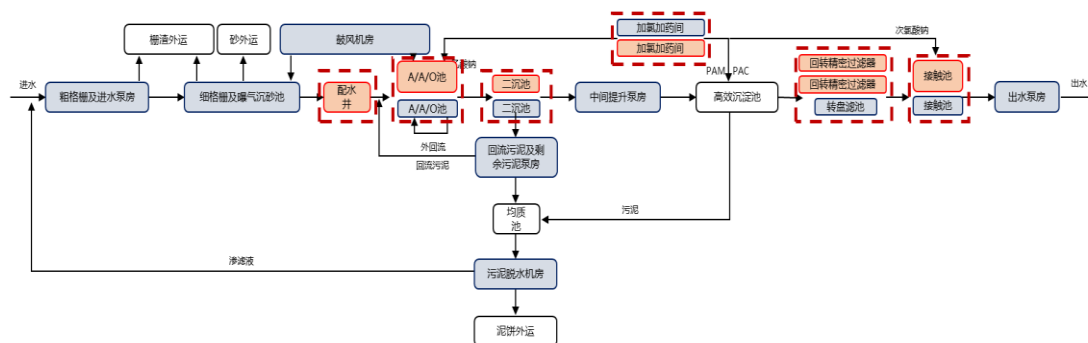 加氯加药间
加氯加药间
栅渣外运
砂外运
鼓风机房
次氯酸钠
进水
粗格栅及进水泵房
细格栅及曝气沉砂池
配水
井
A/A/O池
A/A/O池
酸钠
二沉池
二沉池
中间提升泵房
PAM
PAC
高效沉淀池
回转精密过滤器
回转精密过滤器
转盘滤池
接触池
接触池
出水泵房
出水
外回流
回流污泥
回流污泥及剩
余污泥泵房
均质
池
污泥
渗滤液
污泥脱水机房
泥饼外运